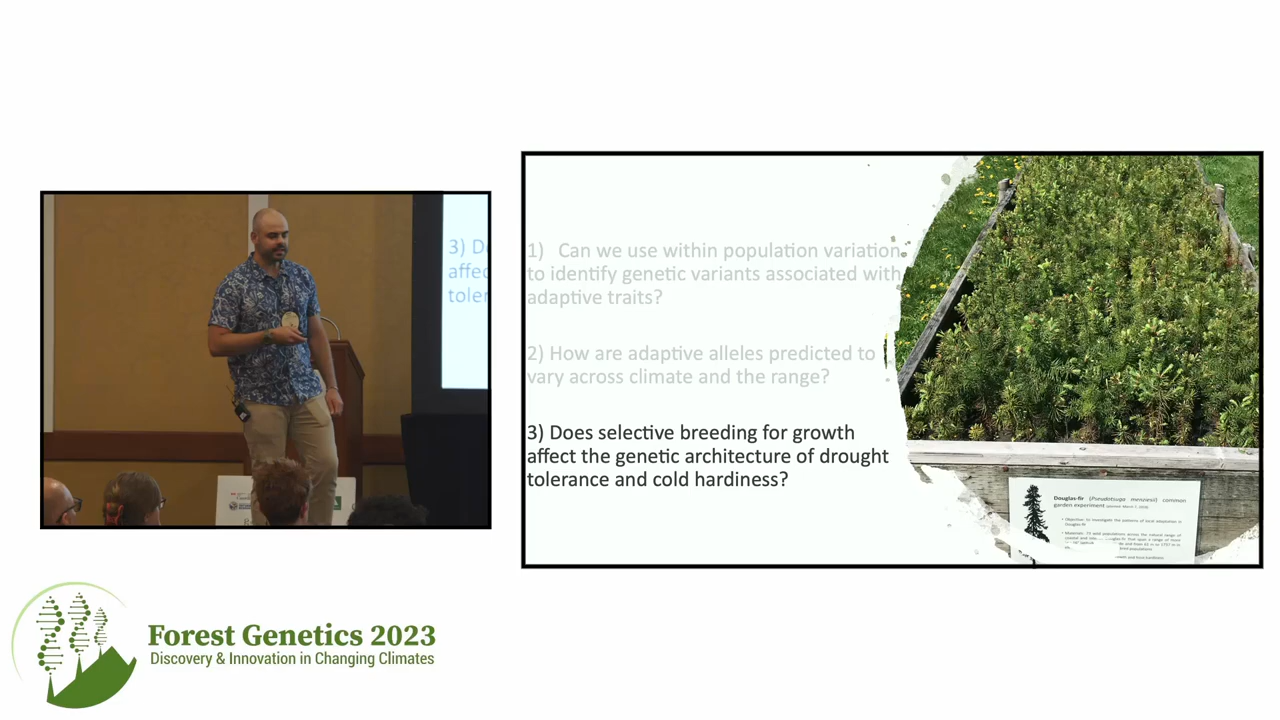 3) D
affec
toler
1) Can we use within population variation
to identify genetic variants associated with
adaptive traits?
2) How are adaptive alleles predicted to
vary across climate and the range?
3) Does selective breeding for growth
affect the genetic architecture of drought
tolerance and cold hardiness?
Douglas-fir (Pseudotsuga menziesii) common
garden experiment
Forest Genetics 2023
Discovery & Innovation in Changing Climates